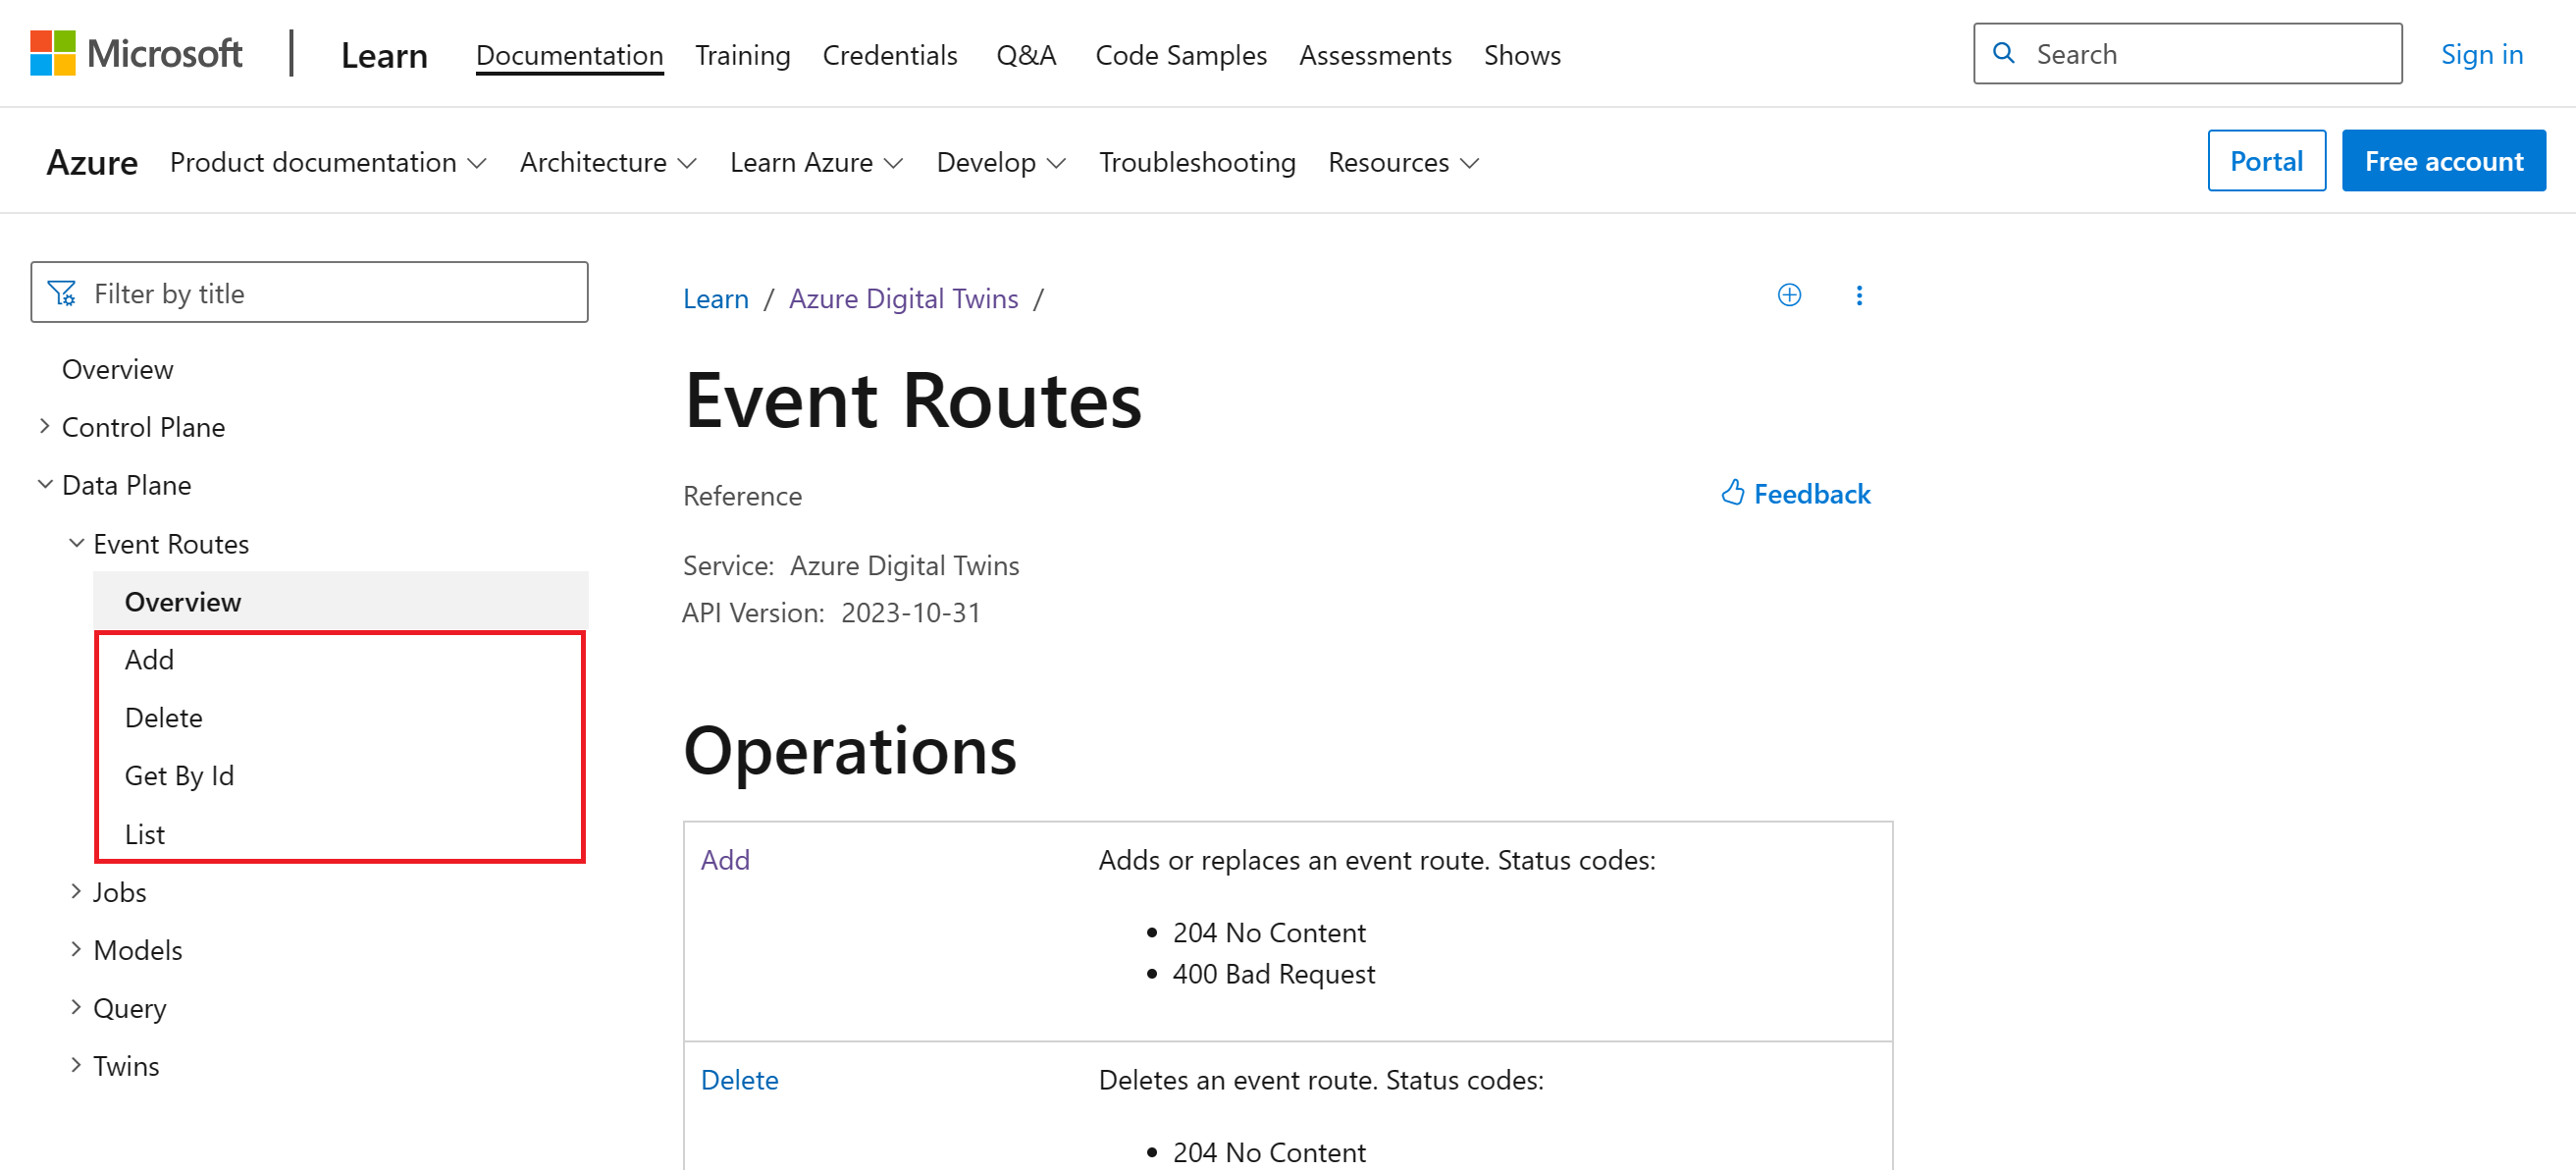 Microsoft Learn Documentation Training Credentials Q&A Code Samples Assessments Shows Search Sign in
Azure Product documentation Architecture Learn Azure Develop Troubleshooting Resources Portal Free account
Filter by title
Overview
Control Plane
Data Plane
Event Routes
Overview
Add
Delete
Get By Id
List
Jobs
Models
Query
Twins
Learn / Azure Digital Twins /
Event Routes
Reference
Feedback
Service: Azure Digital Twins
API Version: 2023-10-31
Operations
Add Adds or replaces an event route. Status codes:
• 204 No Content
• 400 Bad Request
Delete Deletes an event route. Status codes:
• 204 No Content